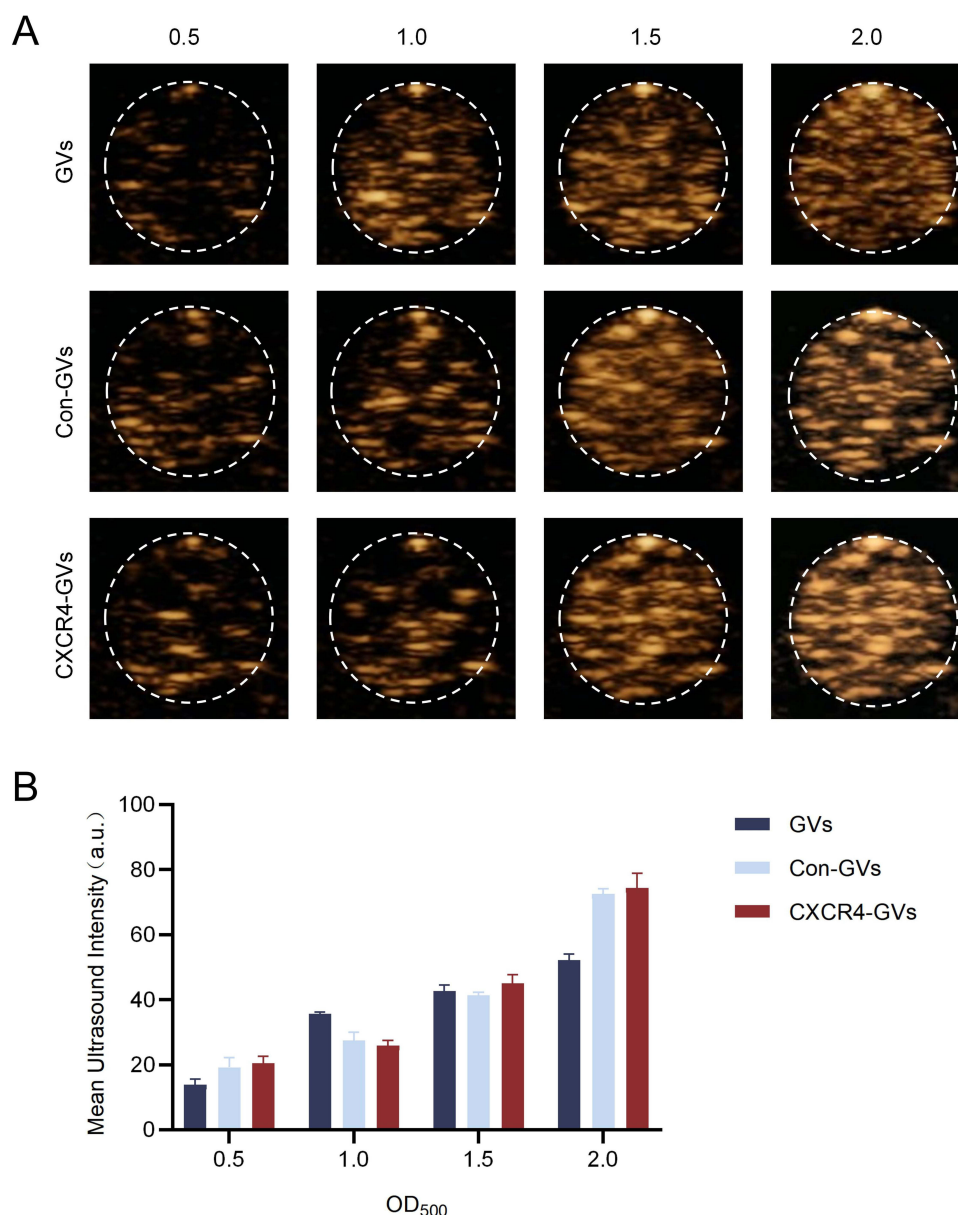 A
0.5 1.0 1.5 2.0
GVs
Con-GVs
CXCR4-GVs
B
Mean Ultrasound Intensity（a.u.）
100
80
60
40
20
0
0.5 1.0 1.5 2.0
OD500
GVs
Con-GVs
CXCR4-GVs